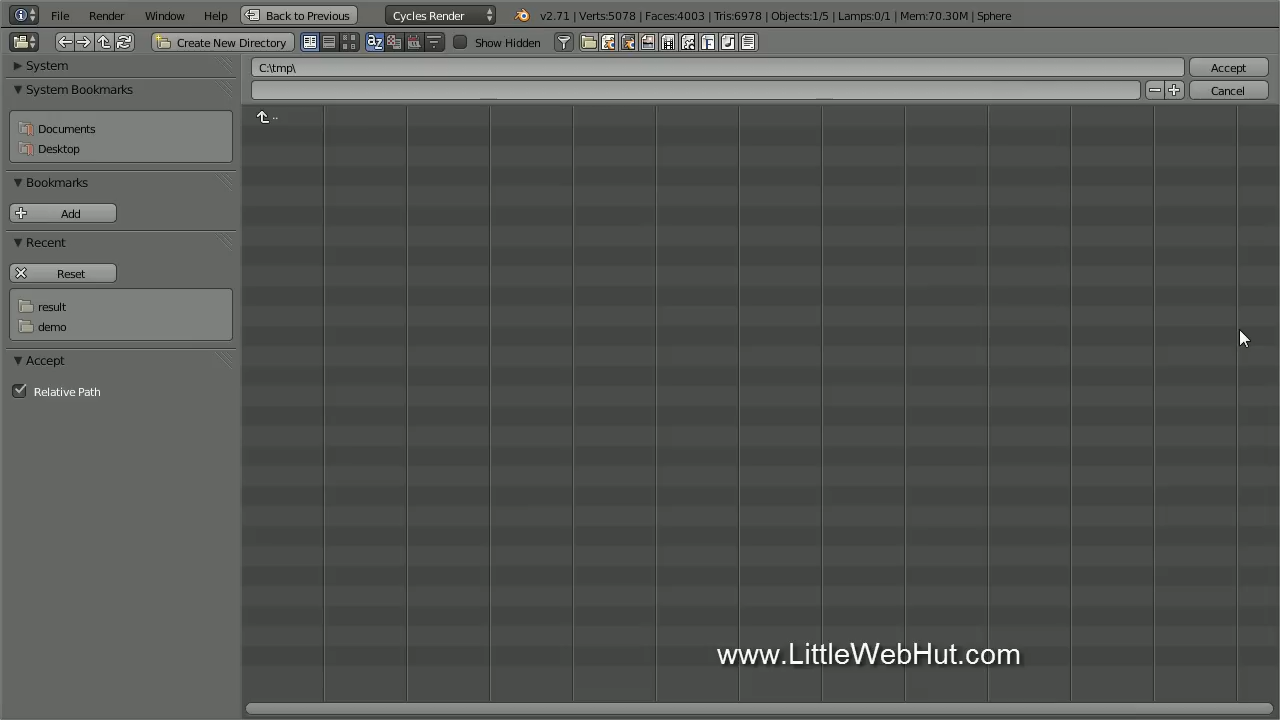 File Render Window Help Back to Previous Cycles Render v2.71 | Verts:5078 | Faces:4003 | Tris:6978 | Objects:1/5 | Lamps:0/1 | Mem:70.30M | Sphere
Create New Directory Show Hidden
System
C:\tmp\ Accept
System Bookmarks
Cancel
..
Documents
Desktop
Bookmarks
Add
Recent
Reset
result
demo
Accept
Relative Path
www.LittleWebHut.com